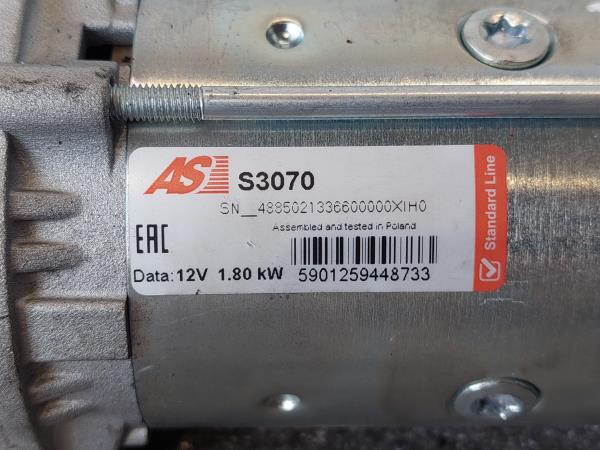 AS S3070
SN__4885021336600000XIH0
Assembled and tested in Poland
EAC
Data: 12V 1.80 kW
5901259448733
Standard Line